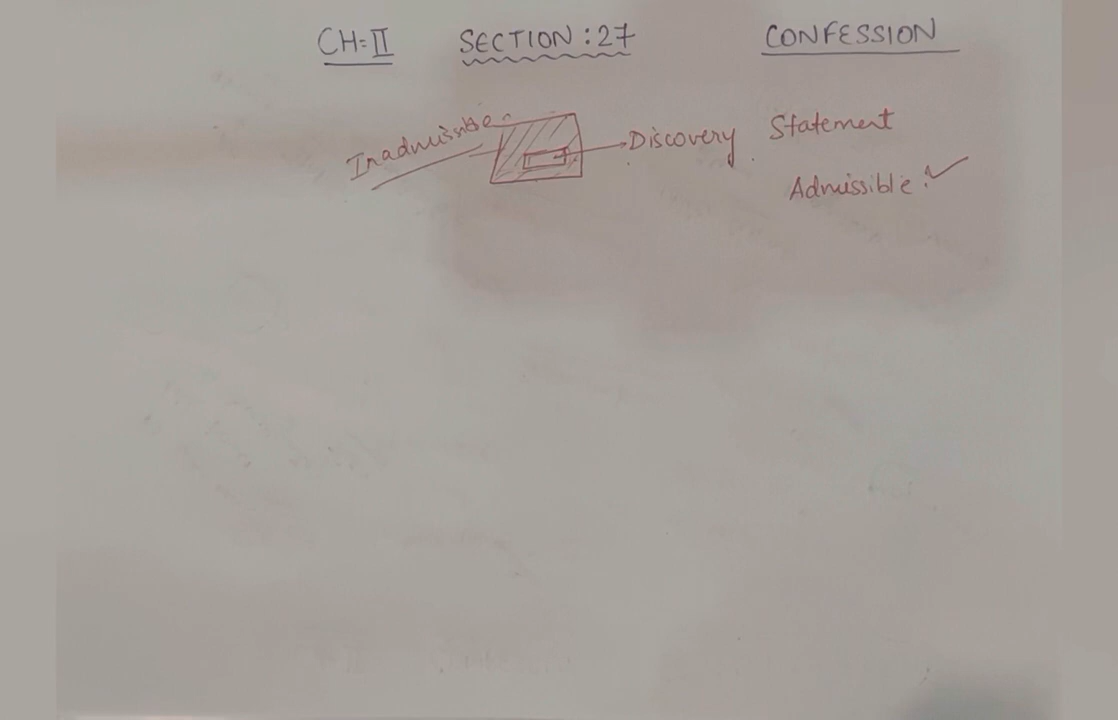 CH=II SECTION:27 CONFESSION
Inadmissible Discovery Statement
Admissible